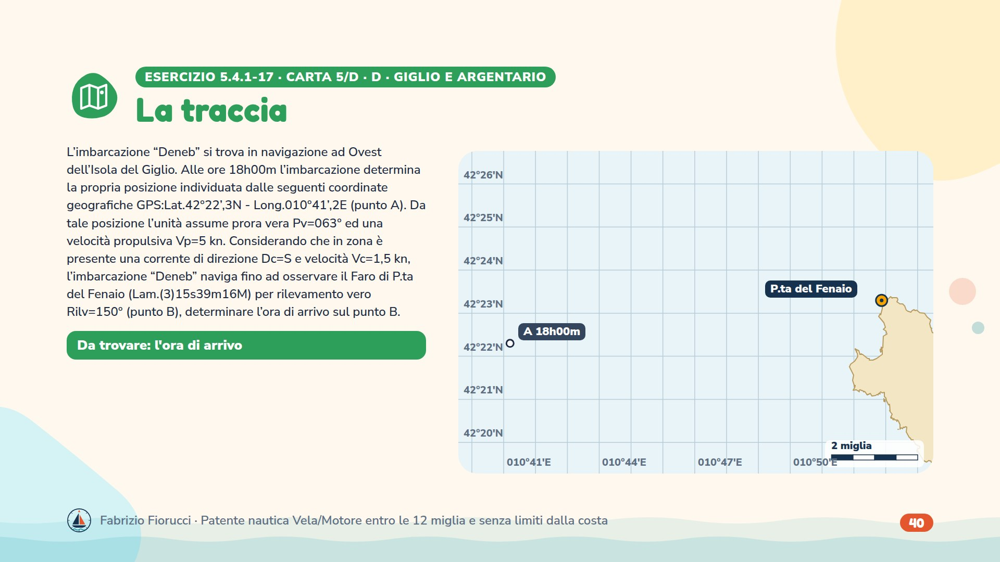 ESERCIZIO 5.4.1-17 · CARTA 5/D · D · GIGLIO E ARGENTARIO
La traccia
L’imbarcazione “Deneb” si trova in navigazione ad Ovest
dell’Isola del Giglio. Alle ore 18h00m l’imbarcazione determina
la propria posizione individuata dalle seguenti coordinate
geografiche GPS:Lat.42°22’,3N - Long.010°41’,2E (punto A). Da
tale posizione l’unità assume prora vera Pv=063° ed una
velocità propulsiva Vp=5 kn. Considerando che in zona è
presente una corrente di direzione Dc=S e velocità Vc=1,5 kn,
l’imbarcazione “Deneb” naviga fino ad osservare il Faro di P.ta
del Fenaio (Lam.(3)15s39m16M) per rilevamento vero
Rilv=150° (punto B), determinare l’ora di arrivo sul punto B.
Da trovare: l'ora di arrivo
42°26'N
42°25'N
42°24'N
P.ta del Fenaio
42°23'N
A 18h00m
42°22'N
42°21'N
42°20'N
2 miglia
010°41'E
010°44'E
010°47'E
010°50'E
Fabrizio Fiorucci · Patente nautica Vela/Motore entro le 12 miglia e senza limiti dalla costa
40